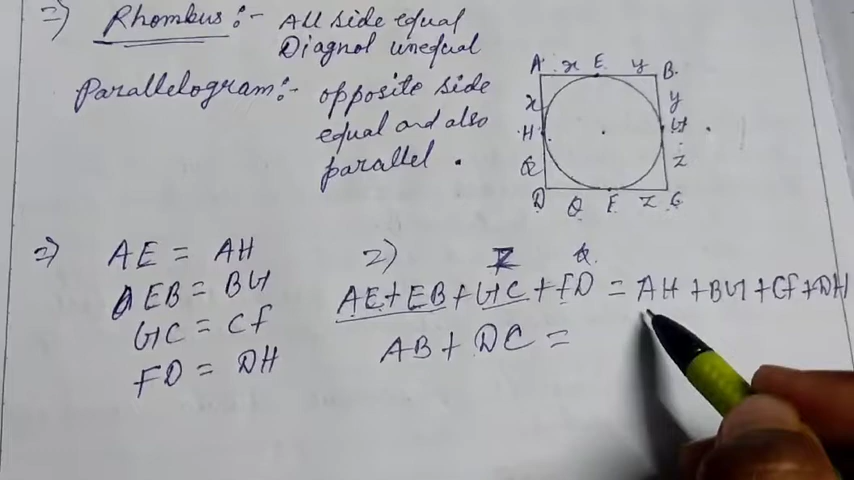 =) Rhombus :- All side equal
Diagnol unequal
Parallelogram :- opposite side
equal and also
parallel .
A x E y B
x y
H G
Q z
D Q F z C
=) AE = AH
EB = BG
GC = Cf
FD = DH
2)
AE + EB + GC + fD = AH + BG + Cf + DH
AB + DC =